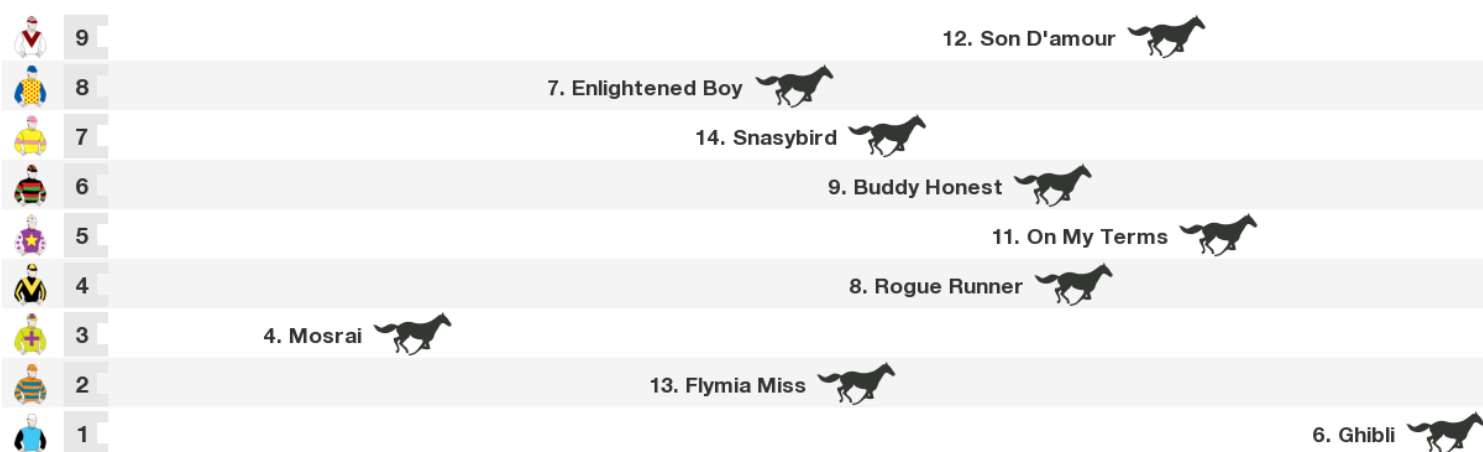 9 12. Son D'amour
8 7. Enlightened Boy
7 14. Snasybird
6 9. Buddy Honest
5 11. On My Terms
4 8. Rogue Runner
3 4. Mosrai
2 13. Flymia Miss
1 6. Ghibli